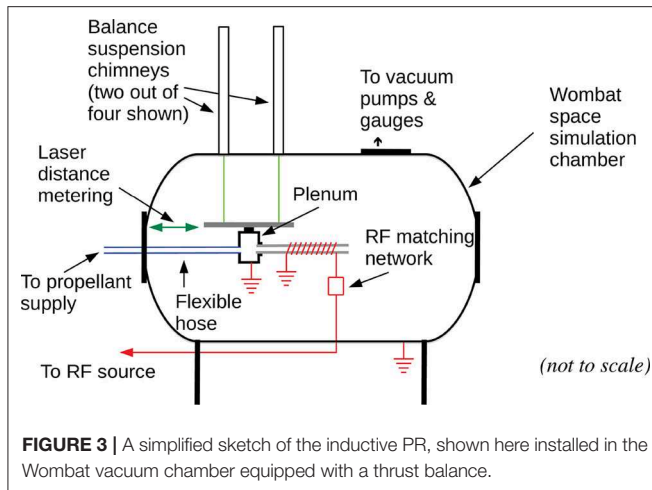 Balance
suspension
chimneys
(two out of
four shown)
To vacuum
pumps &
gauges
Wombat
space
simulation
chamber
Laser
distance
metering
Plenum
RF matching
network
To propellant
supply
Flexible
hose
To RF source
(not to scale)
FIGURE 3 | A simplified sketch of the inductive PR, shown here installed in the
Wombat vacuum chamber equipped with a thrust balance.